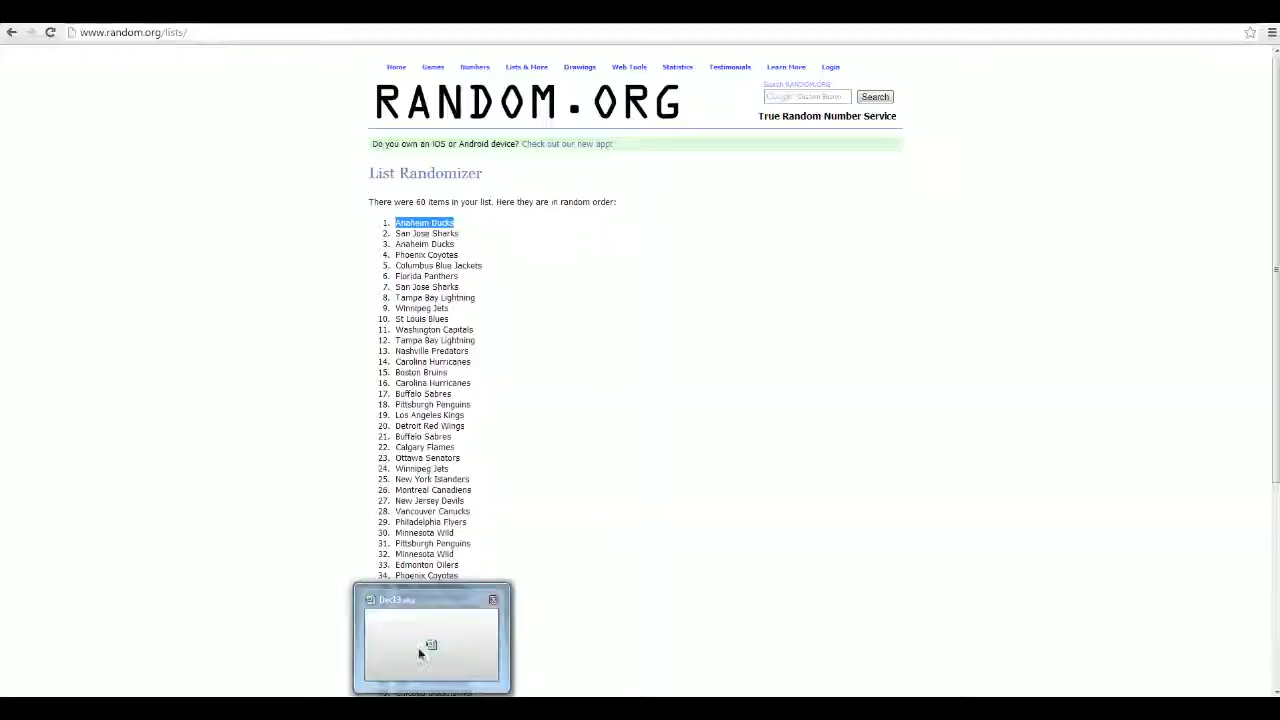 www.random.org/lists/
Home Games Numbers Lists & More Drawings Web Tools Statistics Testimonials Learn More Login
RANDOM.ORG
Search RANDOM.ORG
Google Custom Search
Search
True Random Number Service
Do you own an iOS or Android device? Check out our new app!
List Randomizer
There were 60 items in your list. Here they are in random order:
1. Anaheim Ducks
2. San Jose Sharks
3. Anaheim Ducks
4. Phoenix Coyotes
5. Columbus Blue Jackets
6. Florida Panthers
7. San Jose Sharks
8. Tampa Bay Lightning
9. Winnipeg Jets
10. St Louis Blues
11. Washington Capitals
12. Tampa Bay Lightning
13. Nashville Predators
14. Carolina Hurricanes
15. Boston Bruins
16. Carolina Hurricanes
17. Buffalo Sabres
18. Pittsburgh Penguins
19. Los Angeles Kings
20. Detroit Red Wings
21. Buffalo Sabres
22. Calgary Flames
23. Ottawa Senators
24. Winnipeg Jets
25. New York Islanders
26. Montreal Canadiens
27. New Jersey Devils
28. Vancouver Canucks
29. Philadelphia Flyers
30. Minnesota Wild
31. Pittsburgh Penguins
32. Minnesota Wild
33. Edmonton Oilers
34. Phoenix Coyotes